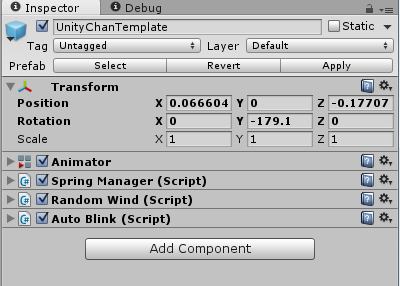 Inspector Debug
UnityChanTemplate Static
Tag Untagged Layer Default
Prefab Select Revert Apply
Transform
Position X 0.066604 Y 0 Z -0.17707
Rotation X 0 Y -179.1 Z 0
Scale X 1 Y 1 Z 1
Animator
Spring Manager (Script)
Random Wind (Script)
Auto Blink (Script)
Add Component